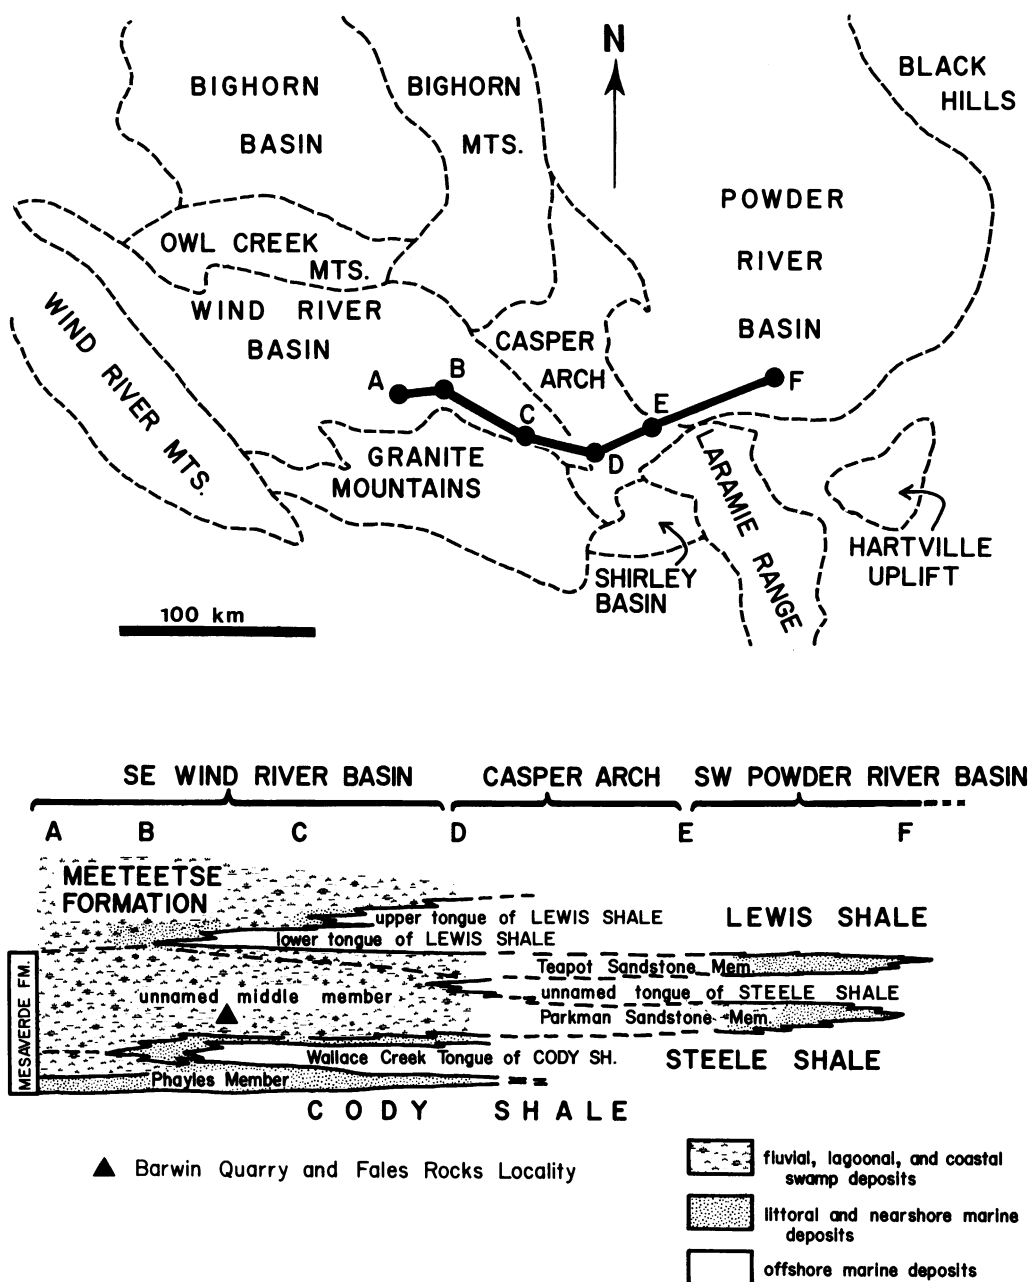 N
BLACK
HILLS
BIGHORN
BASIN
BIGHORN
MTS.
POWDER
RIVER
BASIN
OWL CREEK
MTS.
WIND RIVER
BASIN
WIND RIVER MTS.
CASPER
ARCH
A
B
C
D
E
F
GRANITE
MOUNTAINS
LARAMIE RANGE
SHIRLEY
BASIN
HARTVILLE
UPLIFT
100 km
SE WIND RIVER BASIN
CASPER ARCH
SW POWDER RIVER BASIN
A B C D E F
MEETEETSE
FORMATION
upper tongue of LEWIS SHALE
LEWIS SHALE
lower tongue of LEWIS SHALE
MESAVERDE FM.
Teapot Sandstone Mem.
unnamed middle member
unnamed tongue of STEELE SHALE
Parkman Sandstone Mem.
Wallace Creek Tongue of CODY SH.
STEELE SHALE
Phayles Member
CODY SHALE
Barwin Quarry and Fales Rocks Locality
fluvial, lagoonal, and coastal
swamp deposits
littoral and nearshore marine
deposits
offshore marine deposits